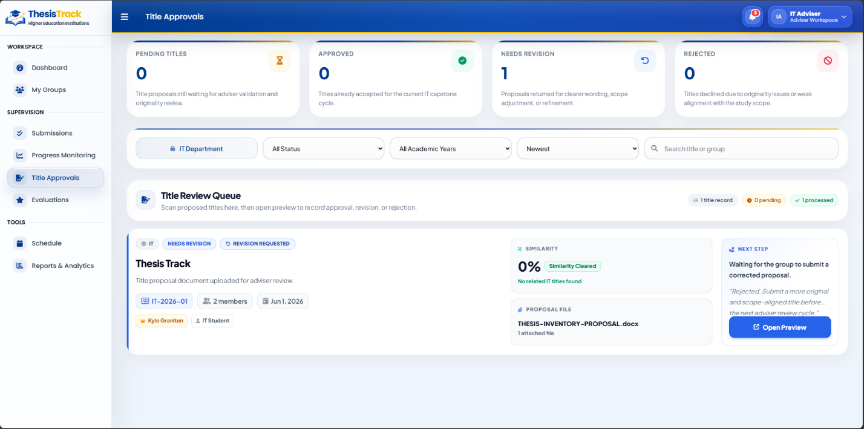 ThesisTrack
Higher Education Institutions
Title Approvals
3
IA
IT Adviser
Adviser Workspace
WORKSPACE
Dashboard
My Groups
SUPERVISION
Submissions
Progress Monitoring
Title Approvals
Evaluations
TOOLS
Schedule
Reports & Analytics
PENDING TITLES
0
Title proposals still waiting for adviser validation and
originality review.
APPROVED
0
Titles already accepted for the current IT capstone
cycle.
NEEDS REVISION
1
Proposals returned for clearer wording, scope
adjustment, or refinement.
REJECTED
0
Titles declined due to originality issues or weak
alignment with the study scope.
IT Department
All Status
All Academic Years
Newest
Search title or group
Title Review Queue
Scan proposed titles here, then open preview to record approval, revision, or rejection.
1 title record
0 pending
1 processed
IT
NEEDS REVISION
REVISION REQUESTED
Thesis Track
Title proposal document uploaded for adviser review.
IT-2026-01
2 members
Jun 1, 2026
Kyle Graniten
IT Student
SIMILARITY
0%
Similarity Cleared
No related IT titles found
PROPOSAL FILE
THESIS-INVENTORY-PROPOSAL.docx
1 attached file
NEXT STEP
Waiting for the group to submit a
corrected proposal.
"Rejected. Submit a more original
and scope-aligned title before
the next adviser review cycle."
Open Preview